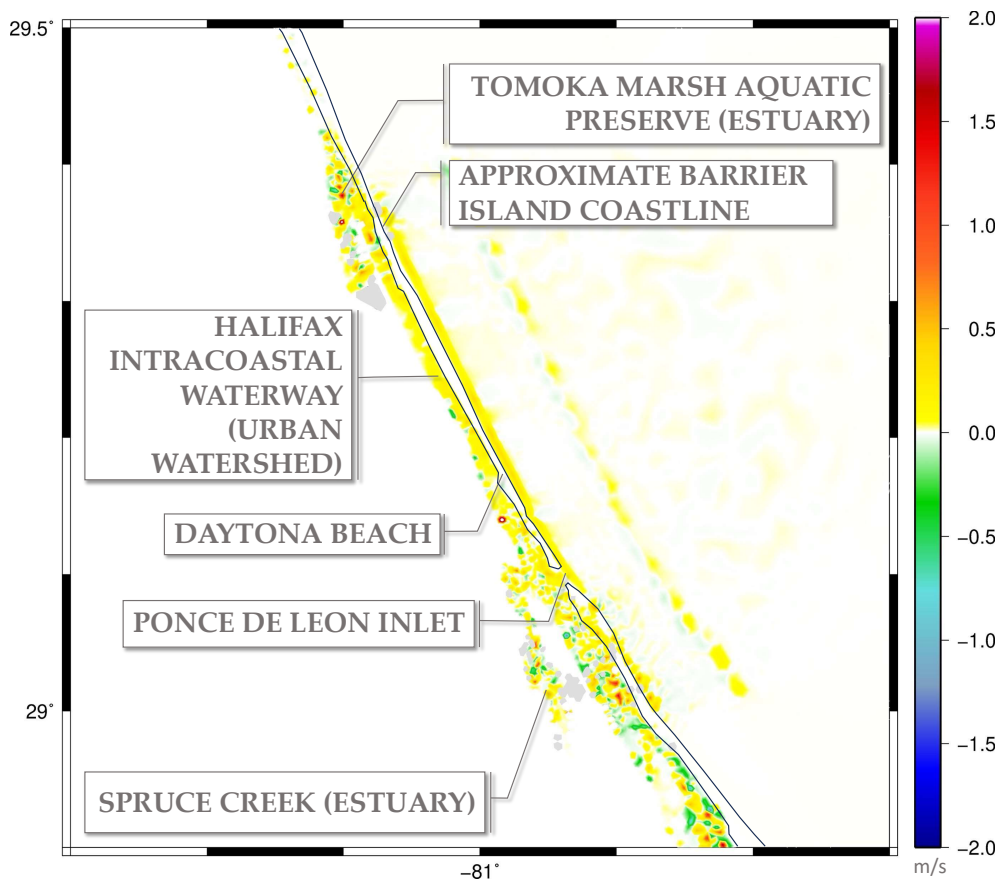 29.5°
TOMOKA MARSH AQUATIC
PRESERVE (ESTUARY)
APPROXIMATE BARRIER
ISLAND COASTLINE
HALIFAX
INTRACOASTAL
WATERWAY
(URBAN
WATERSHED)
DAYTONA BEACH
PONCE DE LEON INLET
29°
SPRUCE CREEK (ESTUARY)
−81°
2.0
1.5
1.0
0.5
0.0
−0.5
−1.0
−1.5
−2.0
m/s